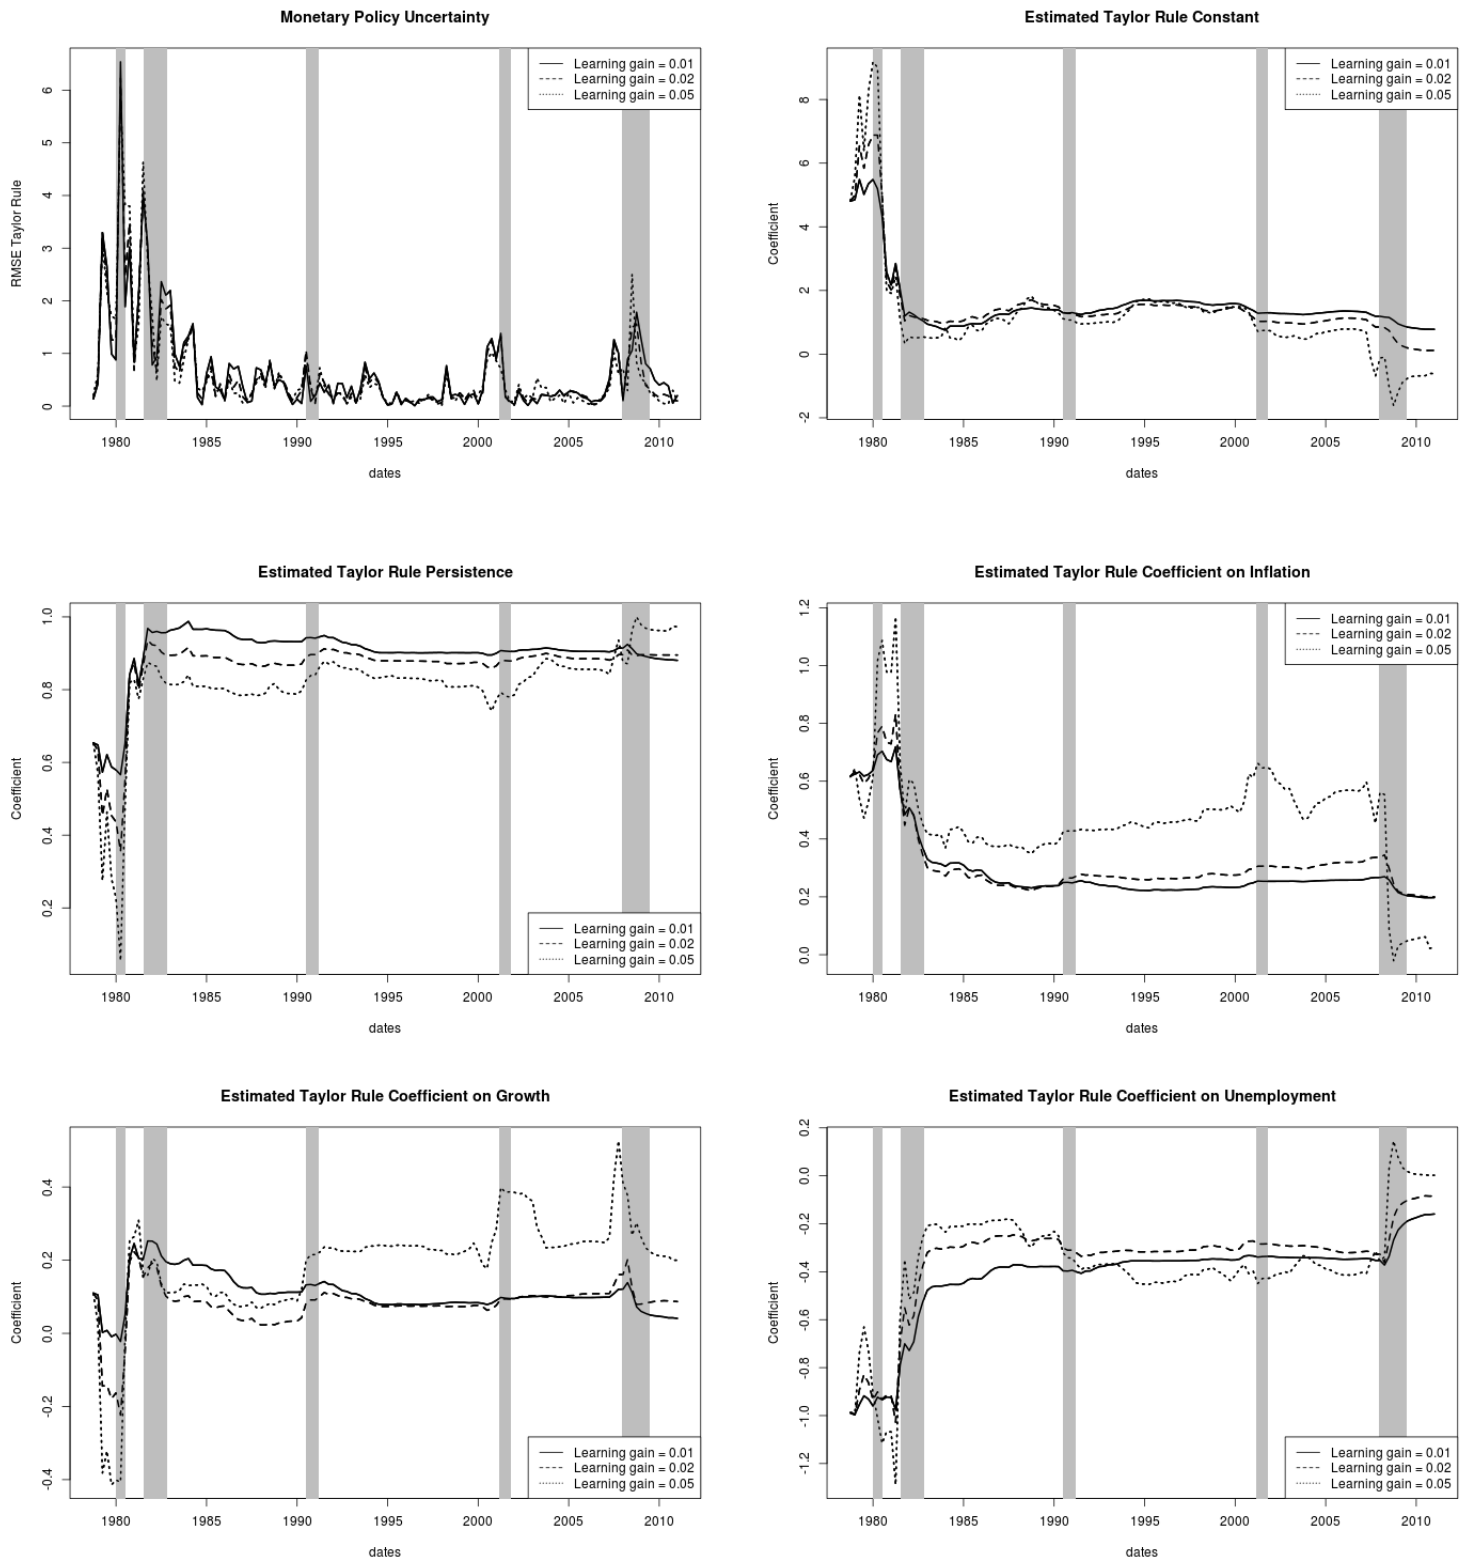 Monetary Policy Uncertainty
Learning gain = 0.01
Learning gain = 0.02
Learning gain = 0.05
RMSE Taylor Rule
6
5
4
3
2
1
0
1980 1985 1990 1995 2000 2005 2010
dates
Estimated Taylor Rule Constant
Learning gain = 0.01
Learning gain = 0.02
Learning gain = 0.05
Coefficient
8
6
4
2
0
-2
1980 1985 1990 1995 2000 2005 2010
dates
Estimated Taylor Rule Persistence
Coefficient
1.0
0.8
0.6
0.4
0.2
Learning gain = 0.01
Learning gain = 0.02
Learning gain = 0.05
1980 1985 1990 1995 2000 2005 2010
dates
Estimated Taylor Rule Coefficient on Inflation
Learning gain = 0.01
Learning gain = 0.02
Learning gain = 0.05
Coefficient
1.2
1.0
0.8
0.6
0.4
0.2
0.0
1980 1985 1990 1995 2000 2005 2010
dates
Estimated Taylor Rule Coefficient on Growth
Coefficient
0.4
0.2
0.0
-0.2
-0.4
Learning gain = 0.01
Learning gain = 0.02
Learning gain = 0.05
1980 1985 1990 1995 2000 2005 2010
dates
Estimated Taylor Rule Coefficient on Unemployment
Coefficient
0.2
0.0
-0.2
-0.4
-0.6
-0.8
-1.0
-1.2
Learning gain = 0.01
Learning gain = 0.02
Learning gain = 0.05
1980 1985 1990 1995 2000 2005 2010
dates